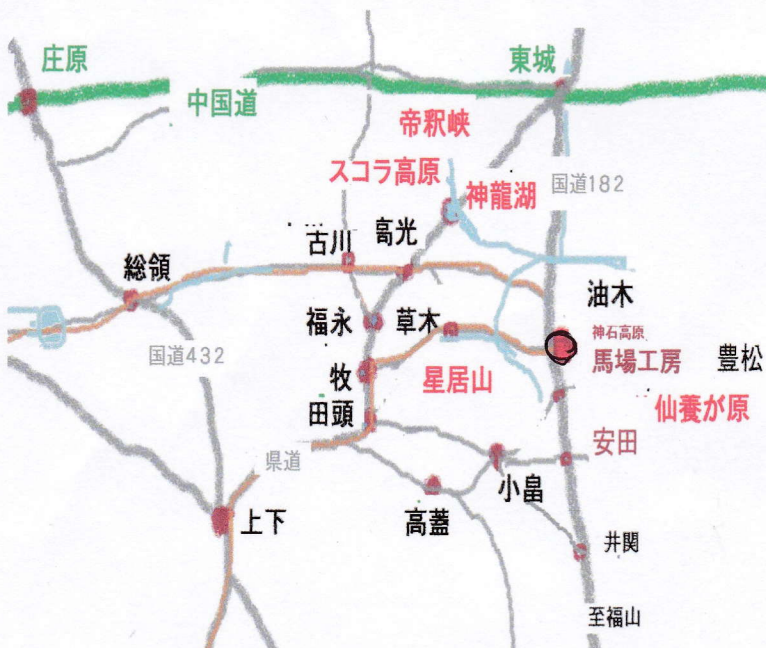 庄原
東城
中国道
帝釈峡
スコラ高原
神龍湖
国道182
古川
高光
総領
油木
福永
草木
神石高原
馬場工房
豊松
国道432
牧
星居山
仙養が原
田頭
安田
県道
小畠
高蓋
上下
井関
至福山